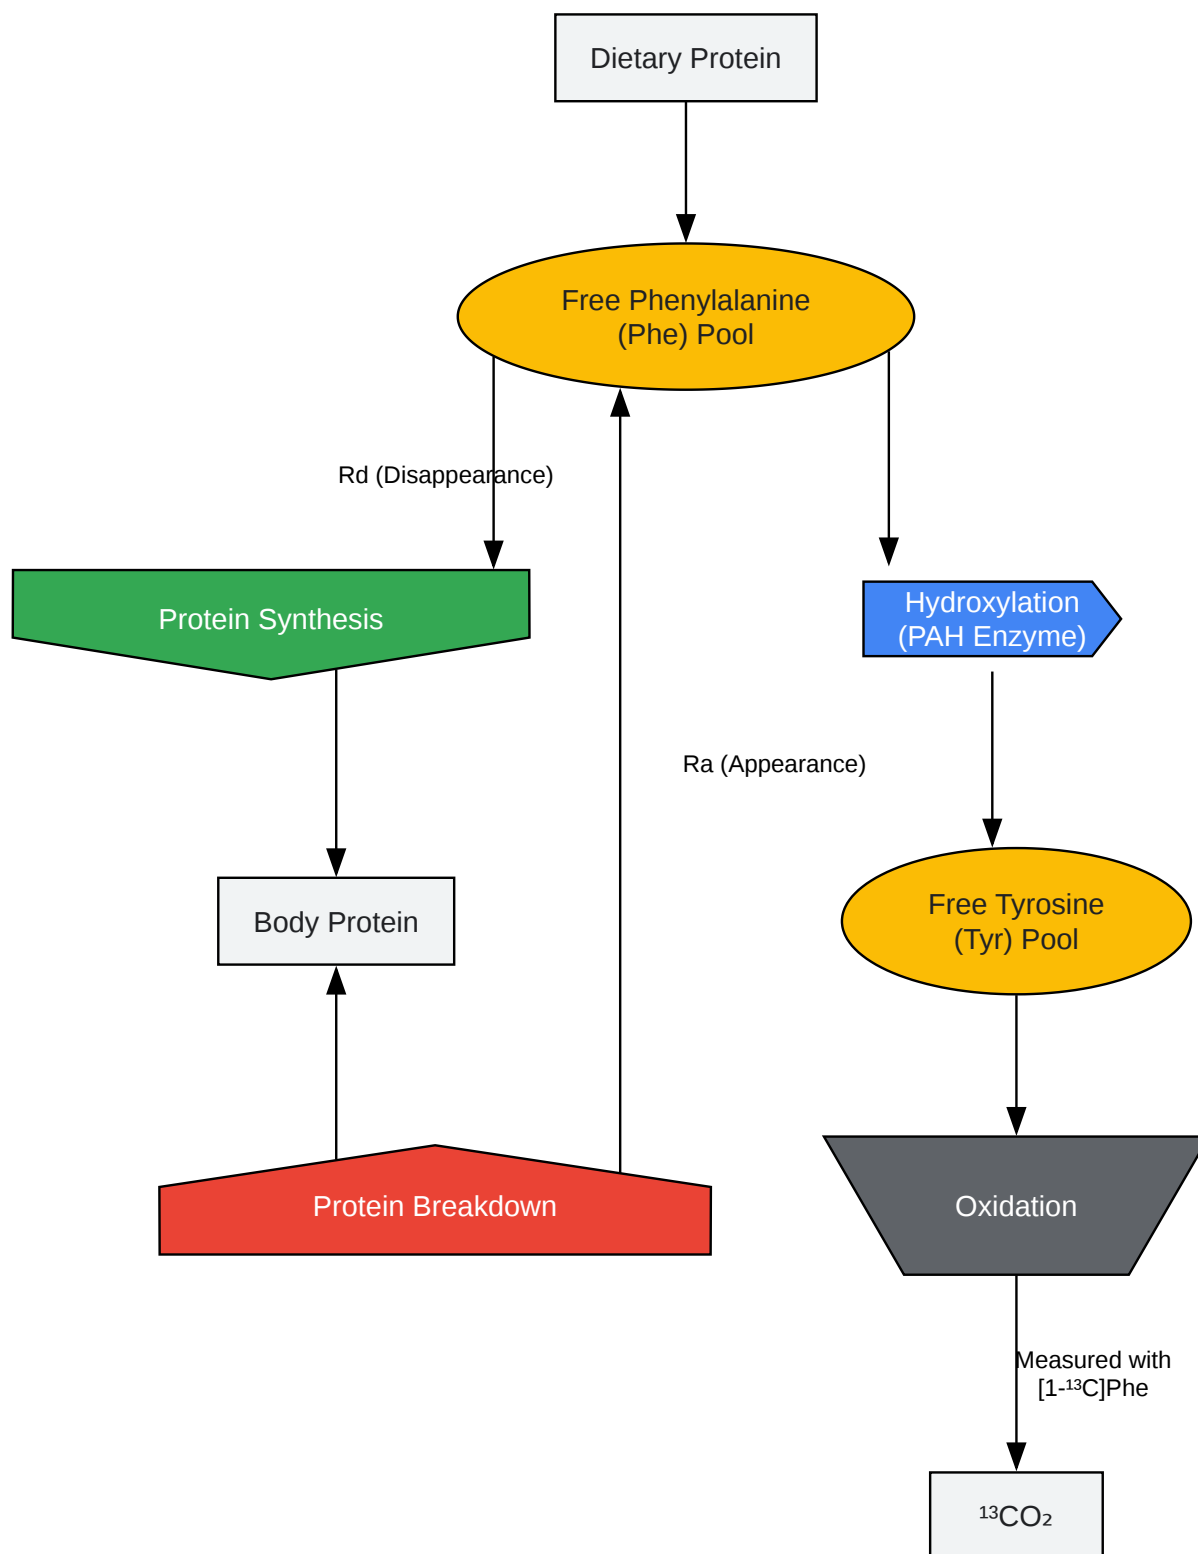 Dietary Protein
Free Phenylalanine
(Phe) Pool
Rd (Disappearance)
Protein Synthesis
Hydroxylation
(PAH Enzyme)
Ra (Appearance)
Body Protein
Free Tyrosine
(Tyr) Pool
Protein Breakdown
Oxidation
Measured with
[1-¹³C]Phe
¹³CO₂